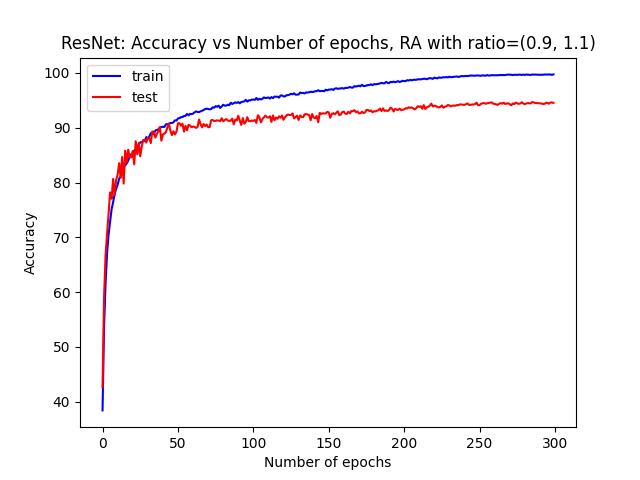 ResNet: Accuracy vs Number of epochs, RA with ratio=(0.9, 1.1)
train
test
100
90
80
70
60
50
40
Accuracy
0 50 100 150 200 250 300
Number of epochs